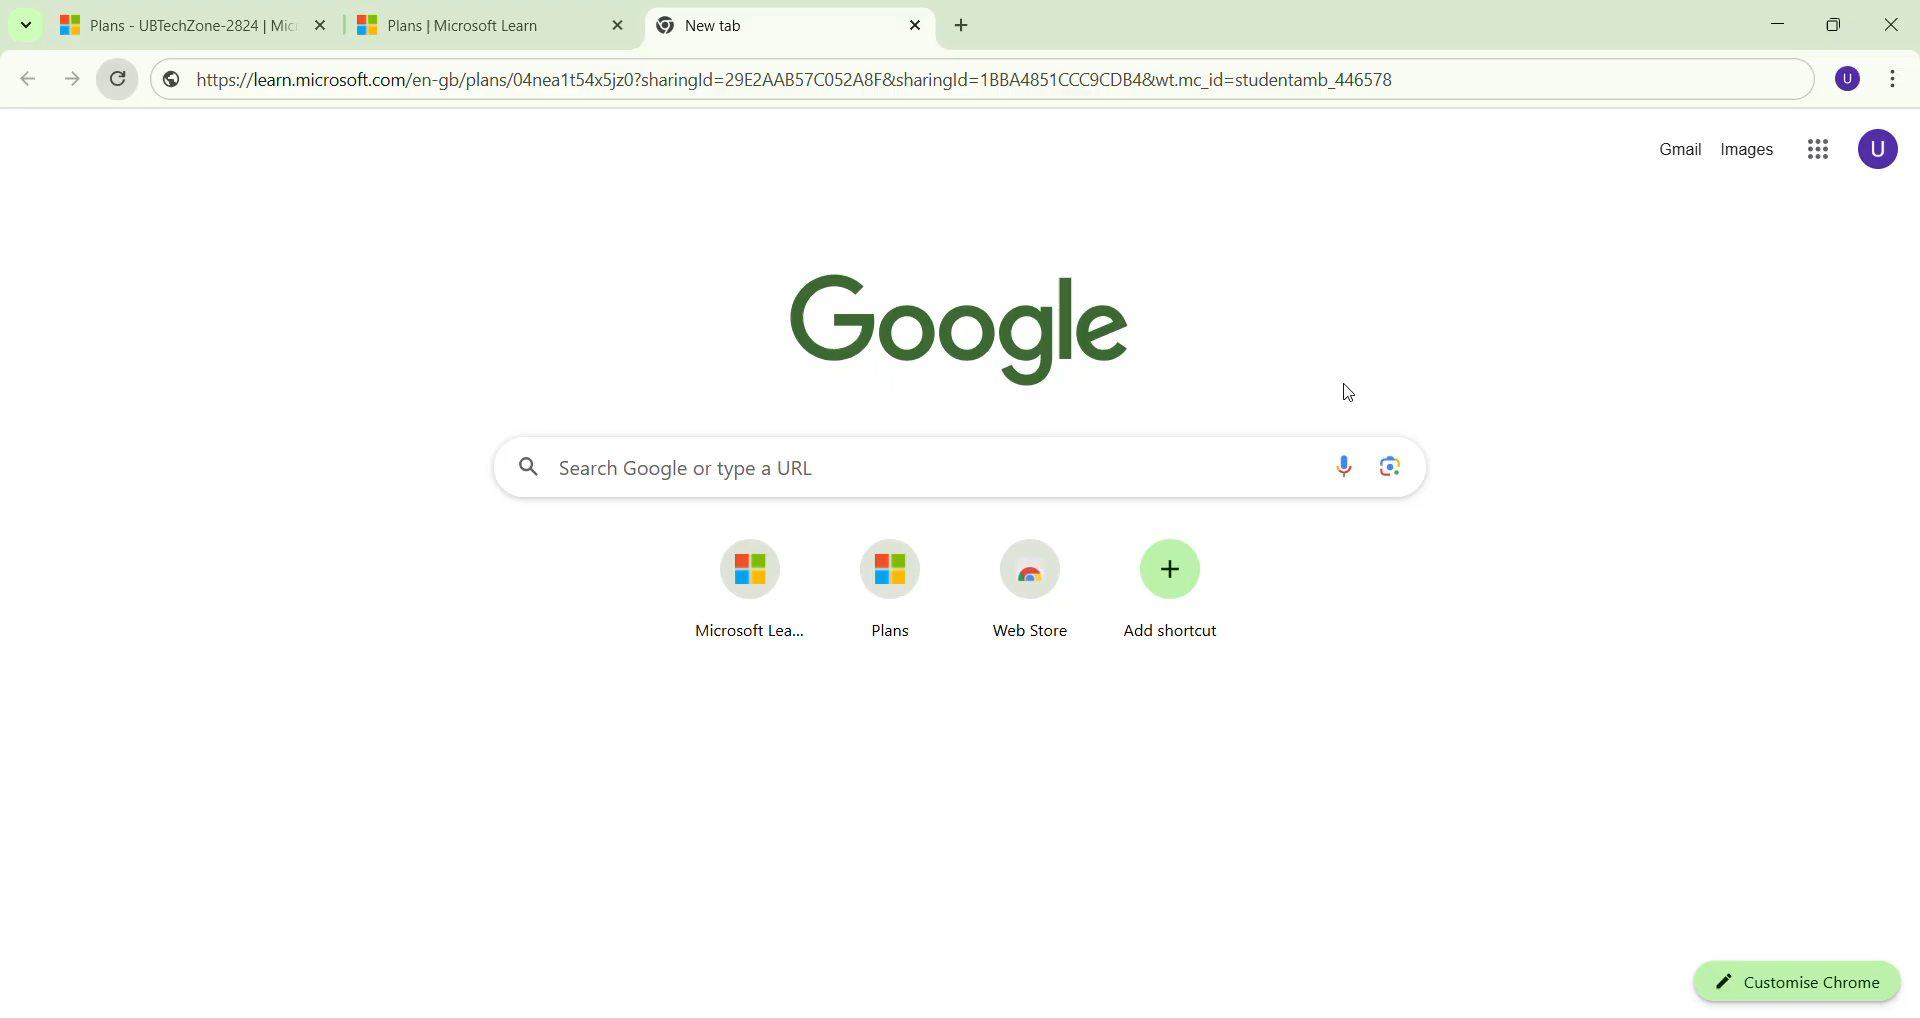 Plans - UBTechZone-2824 | Mic
Plans | Microsoft Learn
New tab
https://learn.microsoft.com/en-gb/plans/04nea1t54x5jz0?sharingId=29E2AAB57C052A8F&sharingId=1BBA4851CCC9CDB4&wt.mc_id=studentamb_446578
U
Gmail
Images
U
Google
Search Google or type a URL
Microsoft Lea...
Plans
Web Store
Add shortcut
Customise Chrome